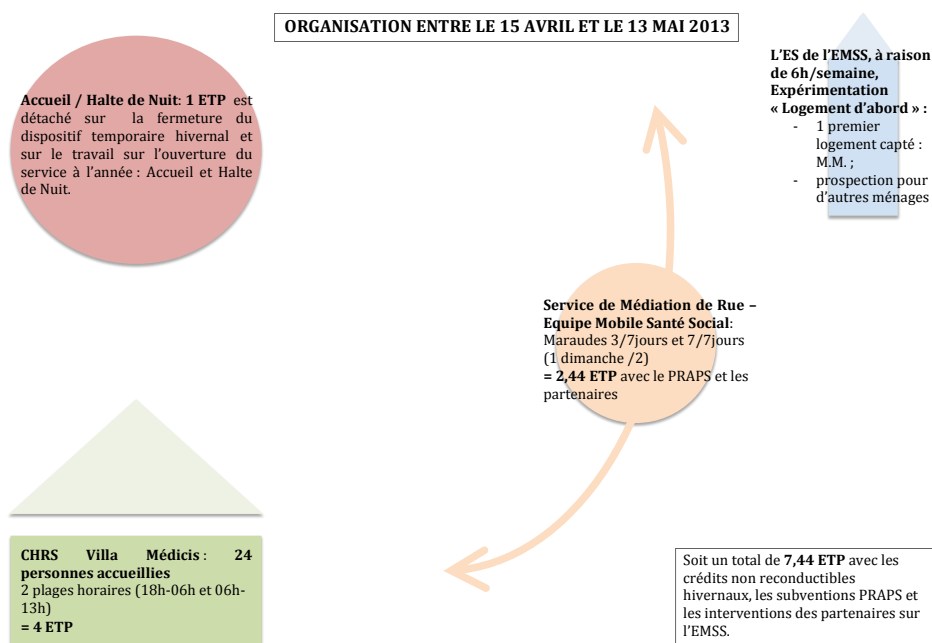 ORGANISATION ENTRE LE 15 AVRIL ET LE 13 MAI 2013
Accueil / Halte de Nuit: 1 ETP est
détaché sur la fermeture du
dispositif temporaire hivernal et
sur le travail sur l'ouverture du
service à l'année : Accueil et Halte
de Nuit.
L'ES de l'EMSS, à raison
de 6h/semaine,
Expérimentation
« Logement d'abord » :
- 1 premier
logement capté :
M.M. ;
- prospection pour
d'autres ménages
Service de Médiation de Rue –
Equipe Mobile Santé Social:
Maraudes 3/7jours et 7/7jours
(1 dimanche /2)
= 2,44 ETP avec le PRAPS et les
partenaires
CHRS Villa Médicis : 24
personnes accueillies
2 plages horaires (18h-06h et 06h-
13h)
= 4 ETP
Soit un total de 7,44 ETP avec les
crédits non reconductibles
hivernaux, les subventions PRAPS et
les interventions des partenaires sur
l'EMSS.